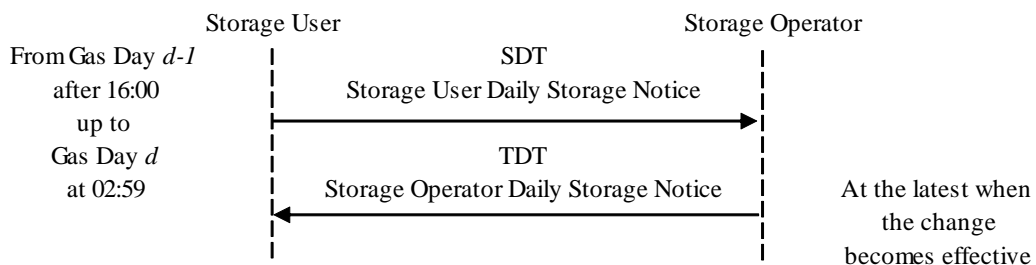 Storage User
Storage Operator
From Gas Day d-1
after 16:00
up to
Gas Day d
at 02:59
SDT
Storage User Daily Storage Notice
TDT
Storage Operator Daily Storage Notice
At the latest when
the change
becomes effective